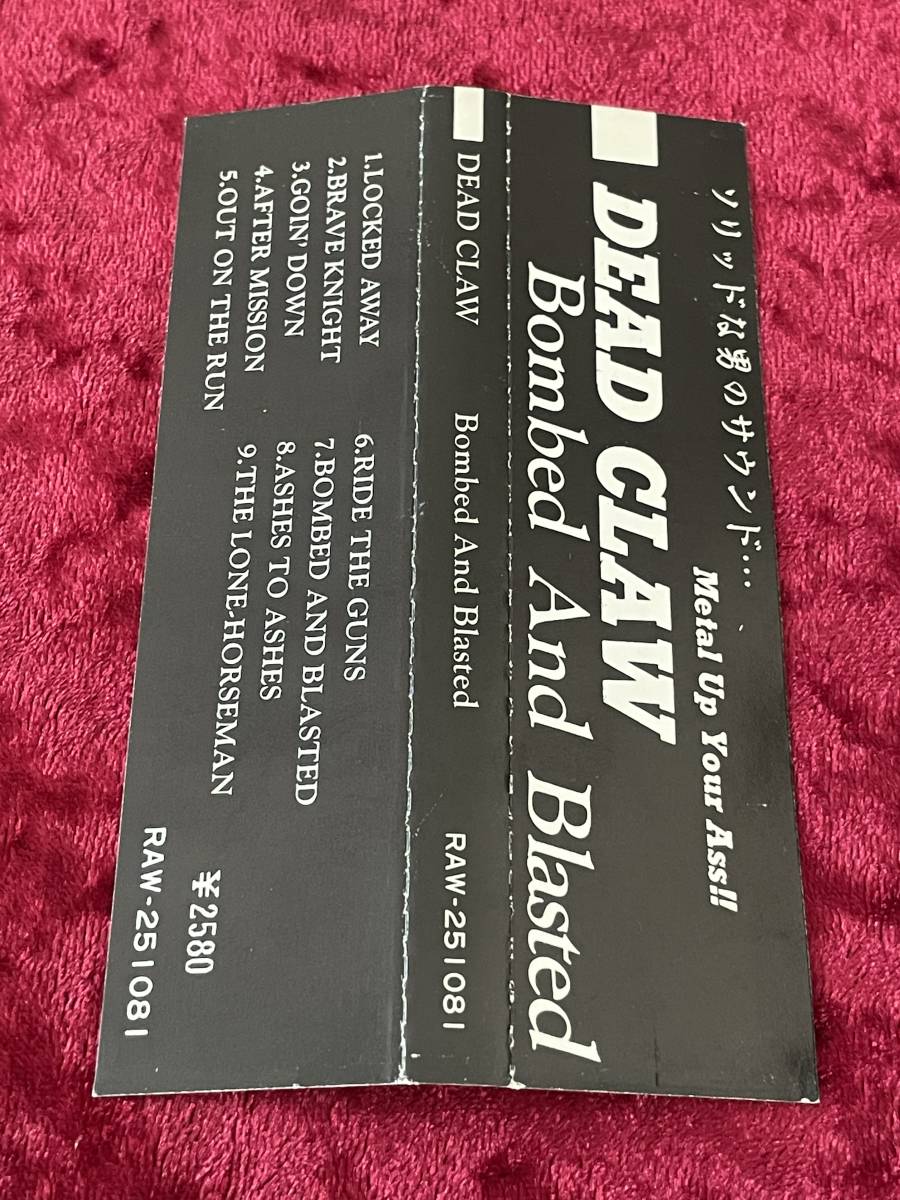 ソリッドな男のサウンド…
Metal Up Your Ass!!
DEAD CLAW
Bombed And Blasted
DEAD CLAW Bombed And Blasted RAW-251081
1.LOCKED AWAY
2.BRAVE KNIGHT
3.GOIN' DOWN
4.AFTER MISSION
5.OUT ON THE RUN
6.RIDE THE GUNS
7.BOMBED AND BLASTED
8.ASHES TO ASHES
9.THE LONE-HORSEMAN
¥2580
RAW-251081